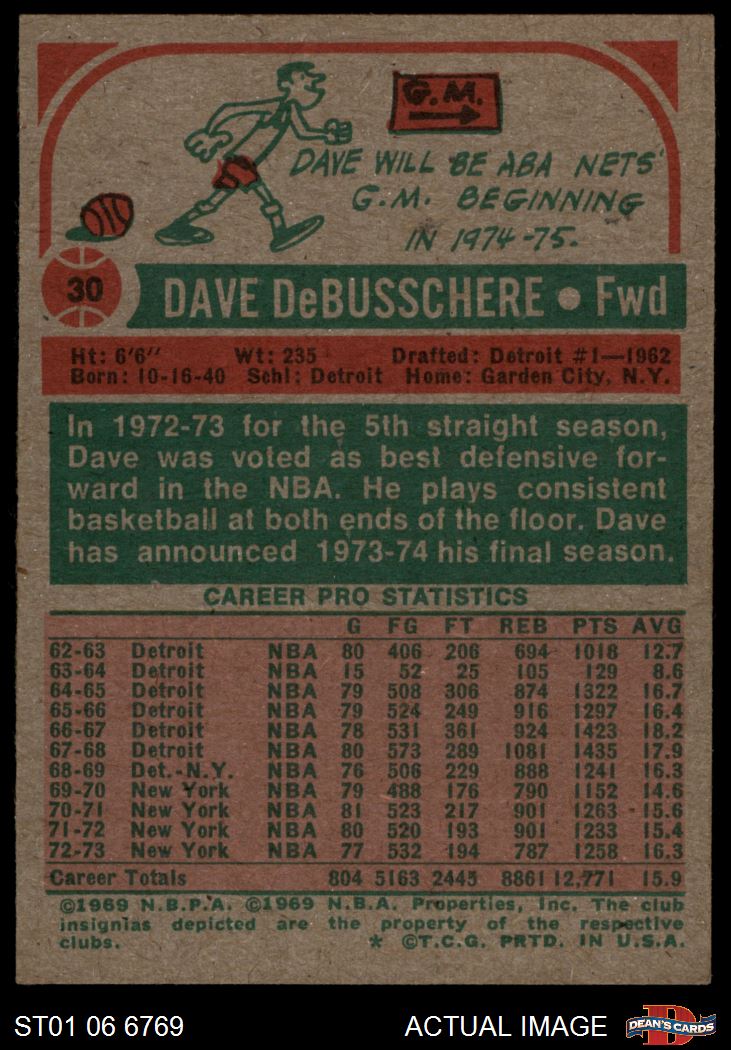 G.M.
DAVE WILL BE ABA NETS'
G.M. BEGINNING
IN 1974-75.
30 DAVE DeBUSSCHERE • Fwd
Ht: 6'6" Wt: 235 Drafted: Detroit #1—1962
Born: 10-16-40 Schl: Detroit Home: Garden City, N.Y.
In 1972-73 for the 5th straight season,
Dave was voted as best defensive for-
ward in the NBA. He plays consistent
basketball at both ends of the floor. Dave
has announced 1973-74 his final season.
CAREER PRO STATISTICS
G FG FT REB PTS AVG
62-63 Detroit NBA 80 406 206 694 1018 12.7
63-64 Detroit NBA 15 52 25 105 129 8.6
64-65 Detroit NBA 79 508 306 874 1322 16.7
65-66 Detroit NBA 79 524 249 916 1297 16.4
66-67 Detroit NBA 78 531 361 924 1423 18.2
67-68 Detroit NBA 80 573 289 1081 1435 17.9
68-69 Det.-N.Y. NBA 76 506 229 888 1241 16.3
69-70 New York NBA 79 488 176 790 1152 14.6
70-71 New York NBA 81 523 217 901 1263 15.6
71-72 New York NBA 80 520 193 901 1233 15.4
72-73 New York NBA 77 532 194 787 1258 16.3
Career Totals 804 5163 2445 8861 12,771 15.9
©1969 N.B.P.A. ©1969 N.B.A. Properties, Inc. The club
insignias depicted are the property of the respective
clubs. * ©T.C.G. PRTD. IN U.S.A.
ST01 06 6769 ACTUAL IMAGE DEAN'S CARDS